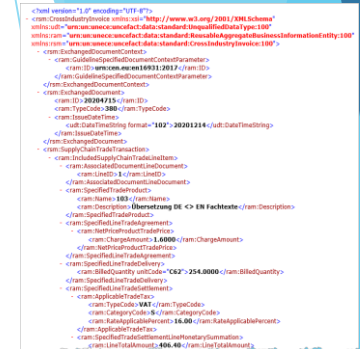 <?xml version="1.0" encoding="UTF-8"?>
- <rsm:CrossIndustryInvoice xmlns:xsi="http://www.w3.org/2001/XMLSchema"
xmlns:udt="urn:un:unece:uncefact:data:standard:UnqualifiedDataType:100"
xmlns:ram="urn:un:unece:uncefact:data:standard:ReusableAggregateBusinessInformationEntity:100"
xmlns:rsm="urn:un:unece:uncefact:data:standard:CrossIndustryInvoice:100">
- <rsm:ExchangedDocumentContext>
- <ram:GuidelineSpecifiedDocumentContextParameter>
<ram:ID>urn:cen.eu:en16931:2017</ram:ID>
</ram:GuidelineSpecifiedDocumentContextParameter>
</rsm:ExchangedDocumentContext>
- <rsm:ExchangedDocument>
<ram:ID>20204715</ram:ID>
<ram:TypeCode>380</ram:TypeCode>
- <ram:IssueDateTime>
<udt:DateTimeString format="102">20201214</udt:DateTimeString>
</ram:IssueDateTime>
</rsm:ExchangedDocument>
- <rsm:SupplyChainTradeTransaction>
- <ram:IncludedSupplyChainTradeLineItem>
- <ram:AssociatedDocumentLineDocument>
<ram:LineID>1</ram:LineID>
</ram:AssociatedDocumentLineDocument>
- <ram:SpecifiedTradeProduct>
<ram:Name>103</ram:Name>
<ram:Description>Übersetzung DE <> EN Fachtexte</ram:Description>
</ram:SpecifiedTradeProduct>
- <ram:SpecifiedLineTradeAgreement>
- <ram:NetPriceProductTradePrice>
<ram:ChargeAmount>1.6000</ram:ChargeAmount>
</ram:NetPriceProductTradePrice>
</ram:SpecifiedLineTradeAgreement>
- <ram:SpecifiedLineTradeDelivery>
<ram:BilledQuantity unitCode="C62">254.0000</ram:BilledQuantity>
</ram:SpecifiedLineTradeDelivery>
- <ram:SpecifiedLineTradeSettlement>
- <ram:ApplicableTradeTax>
<ram:TypeCode>VAT</ram:TypeCode>
<ram:CategoryCode>S</ram:CategoryCode>
<ram:RateApplicablePercent>16.00</ram:RateApplicablePercent>
</ram:ApplicableTradeTax>
- <ram:SpecifiedTradeSettlementLineMonetarySummation>
<ram:LineTotalAmount>406.40</ram:LineTotalAmount>